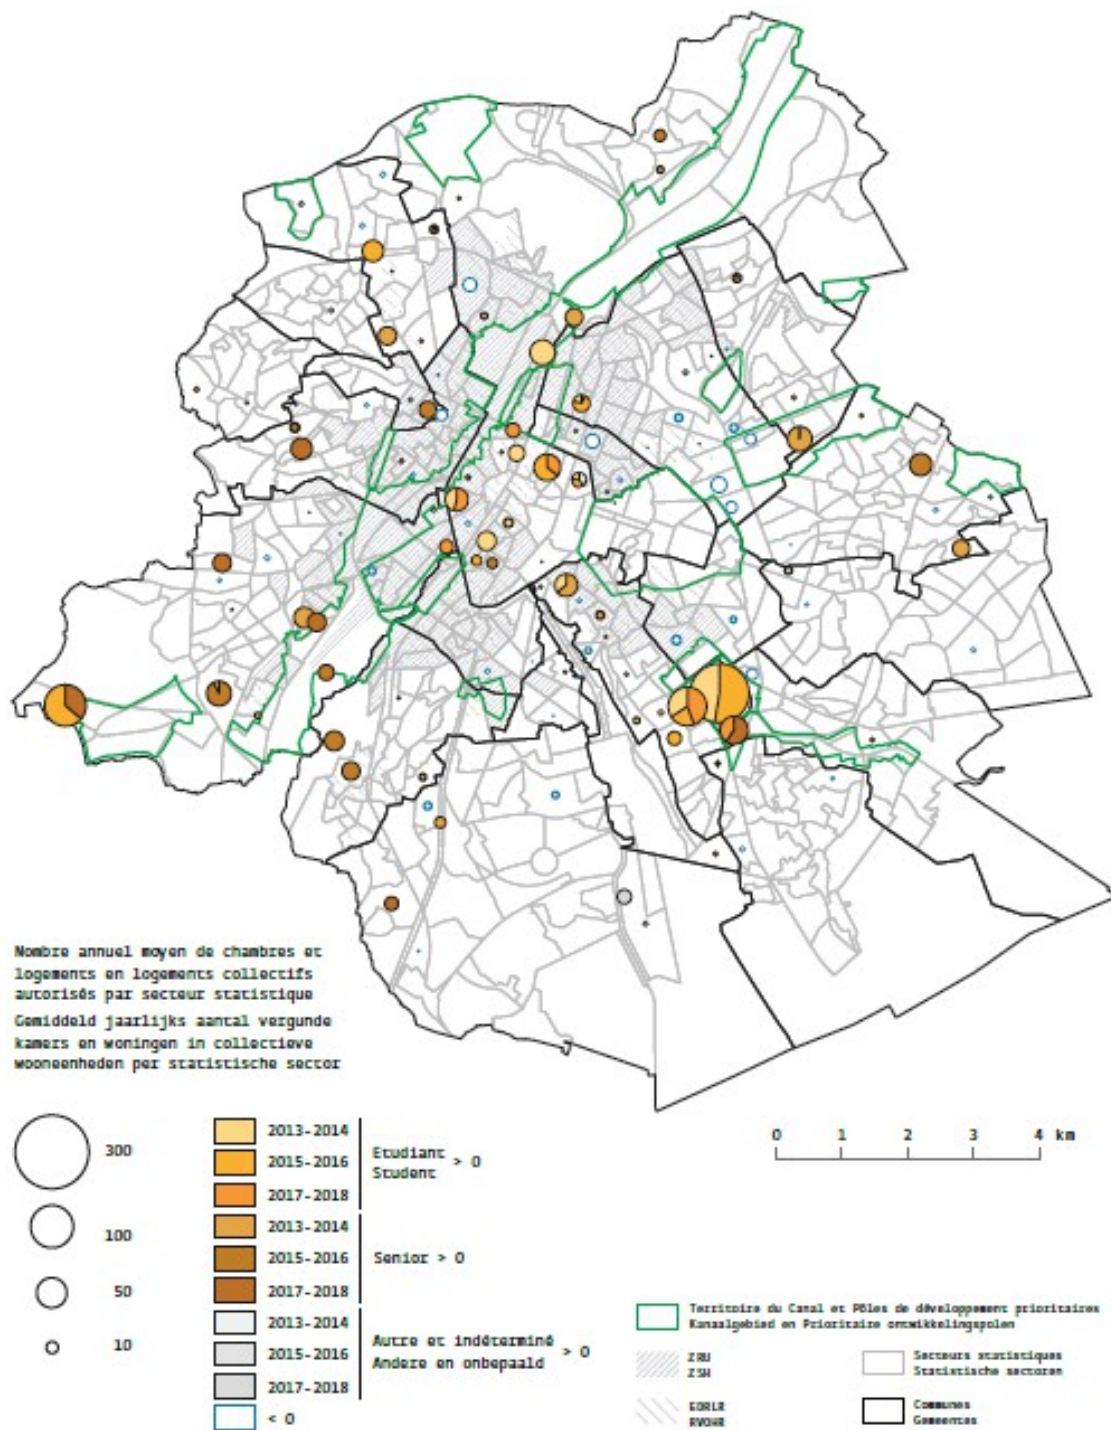 Nombre annuel moyen de chambres et
logements en logements collectifs
autorisés par secteur statistique
Gemiddeld jaarlijks aantal vergunde
kamers en woningen in collectieve
wooneenheden per statistische sector
300
100
50
10
2013-2014
2015-2016
2017-2018
Etudiant
Student
> 0
2013-2014
2015-2016
2017-2018
Senior > 0
2013-2014
2015-2016
2017-2018
Autre et indéterminé
Andere en onbepaald
> 0
< 0
0 1 2 3 4 km
Territoire du Canal et Pôles de développement prioritaires
Kanaalgebied en Prioritaire ontwikkelingspolen
ZRU
ZSH
EDRLR
RVOHR
Secteurs statistiques
Statistische sectoren
Communes
Gemeentes